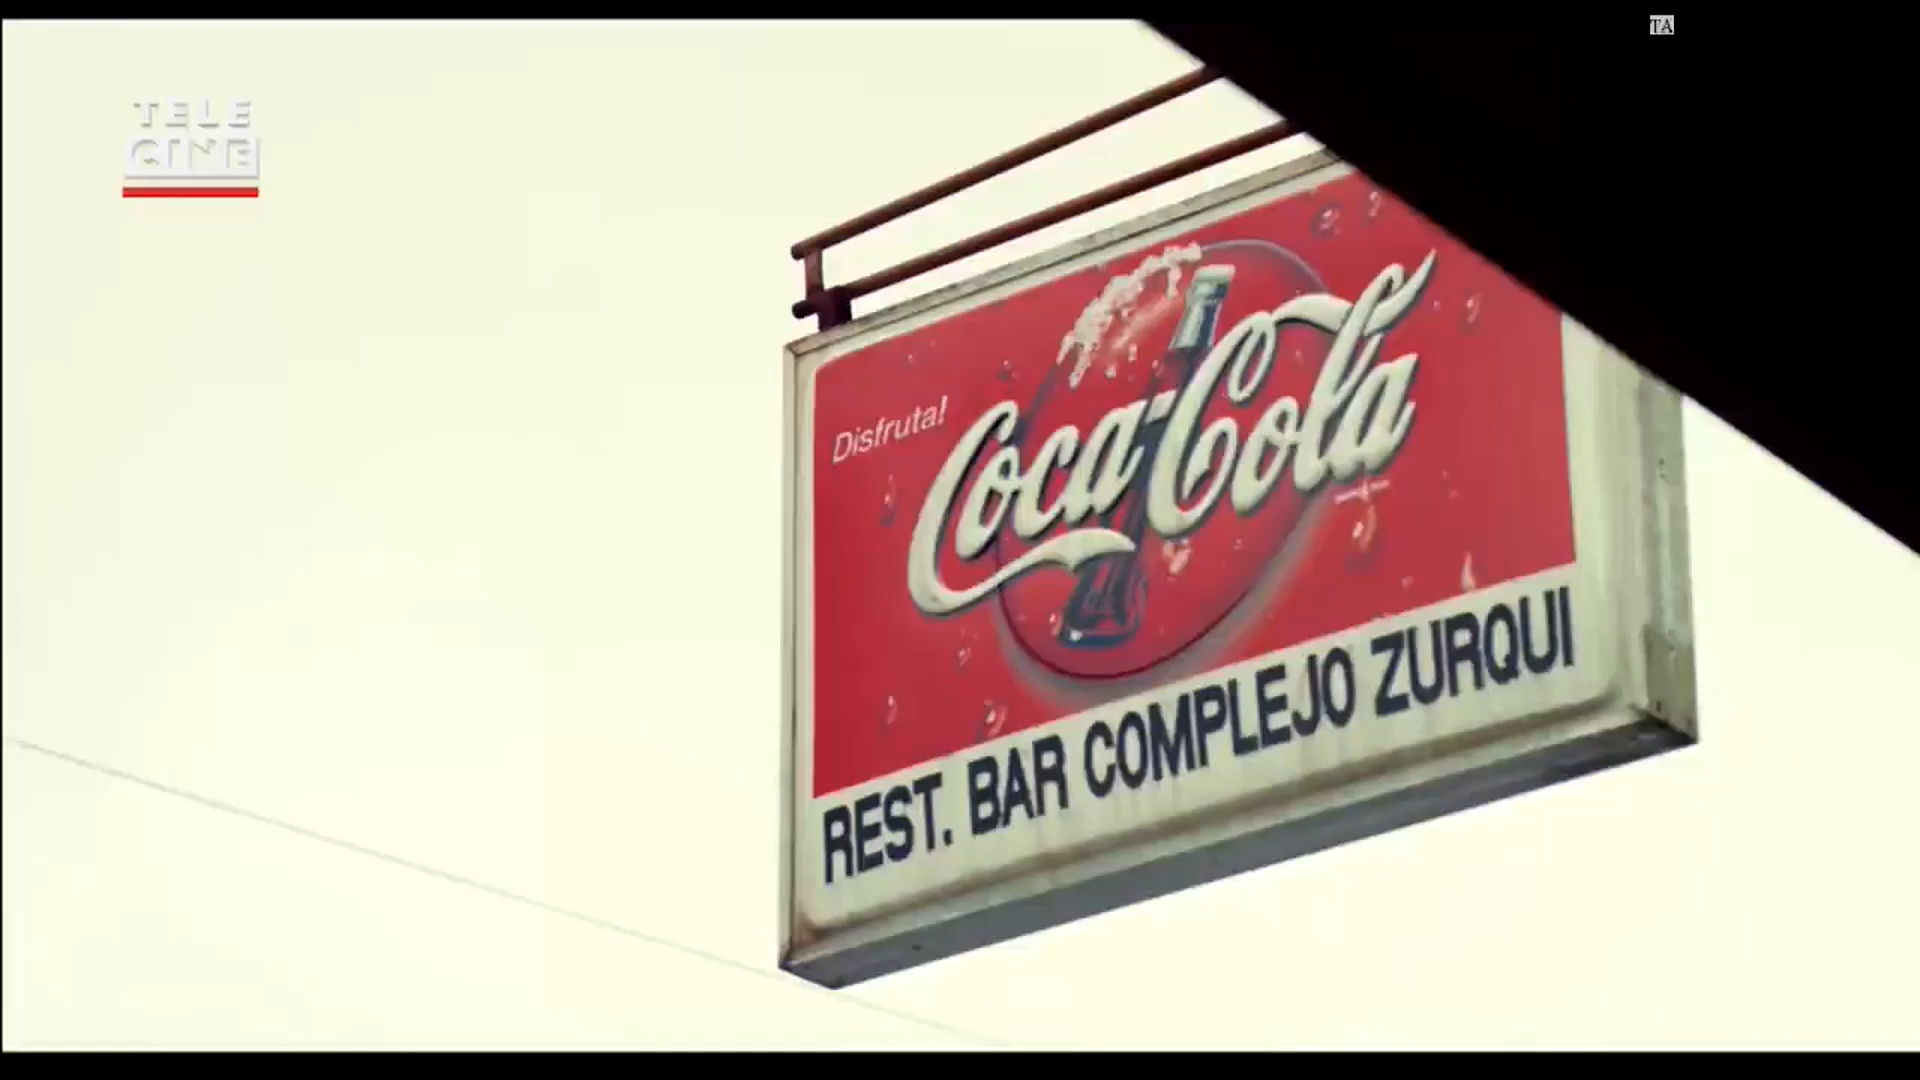 TA
TELE
CINE
Disfruta!
Coca-Cola
REST. BAR COMPLEJO ZURQUI